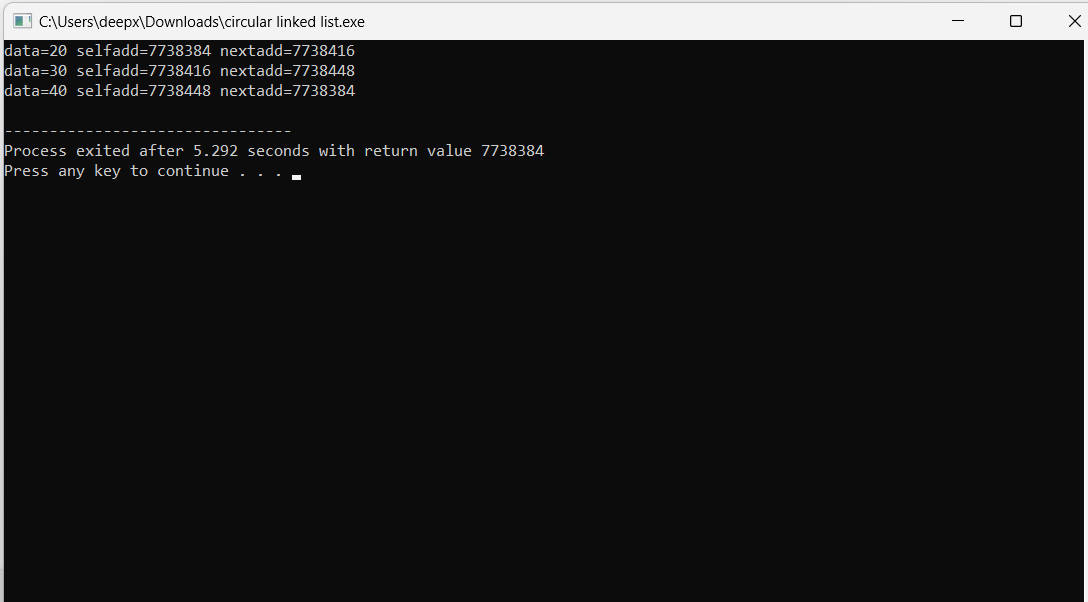 C:\Users\deepx\Downloads\circular linked list.exe
data=20 selfadd=7738384 nextadd=7738416
data=30 selfadd=7738416 nextadd=7738448
data=40 selfadd=7738448 nextadd=7738384
--------------------------------
Process exited after 5.292 seconds with return value 7738384
Press any key to continue . . .